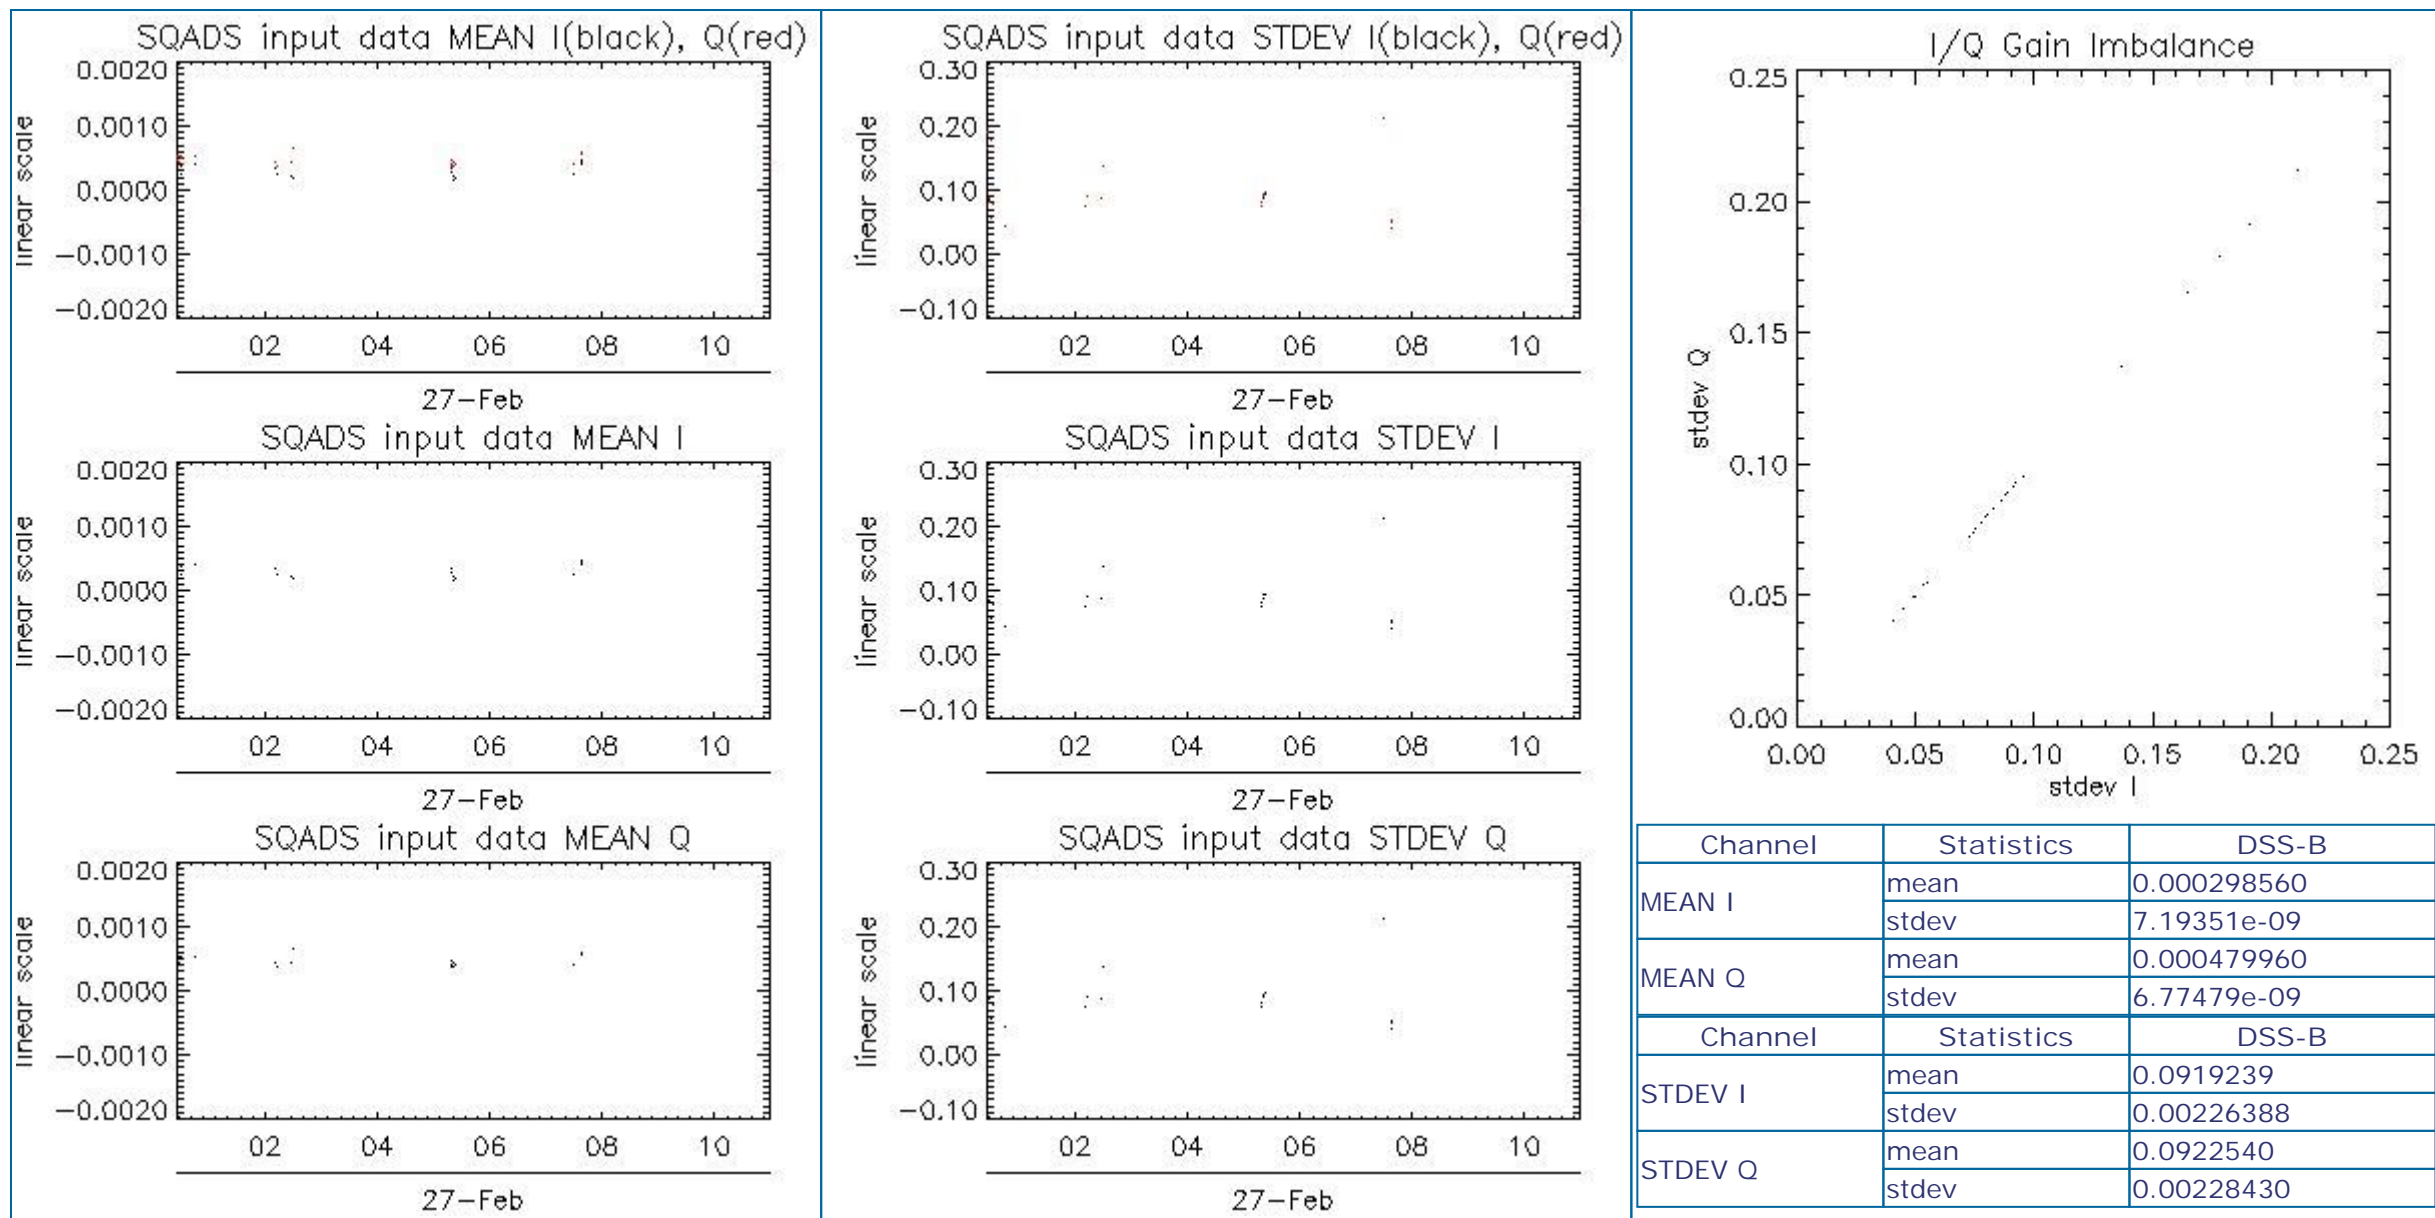 SQADS input data MEAN I(black), Q(red)
0.0020
0.0010
0.0000
−0.0010
−0.0020
linear scale
02 04 06 08 10
27−Feb
SQADS input data MEAN I
0.0020
0.0010
0.0000
−0.0010
−0.0020
linear scale
02 04 06 08 10
27−Feb
SQADS input data MEAN Q
0.0020
0.0010
0.0000
−0.0010
−0.0020
linear scale
02 04 06 08 10
27−Feb
SQADS input data STDEV I(black), Q(red)
0.30
0.20
0.10
0.00
−0.10
linear scale
02 04 06 08 10
27−Feb
SQADS input data STDEV I
0.30
0.20
0.10
0.00
−0.10
linear scale
02 04 06 08 10
27−Feb
SQADS input data STDEV Q
0.30
0.20
0.10
0.00
−0.10
linear scale
02 04 06 08 10
27−Feb
I/Q Gain Imbalance
0.25
0.20
0.15
0.10
0.05
0.00
stdev Q
0.00 0.05 0.10 0.15 0.20 0.25
stdev I
Channel Statistics DSS-B
MEAN I mean 0.000298560
stdev 7.19351e-09
MEAN Q mean 0.000479960
stdev 6.77479e-09
Channel Statistics DSS-B
STDEV I mean 0.0919239
stdev 0.00226388
STDEV Q mean 0.0922540
stdev 0.00228430